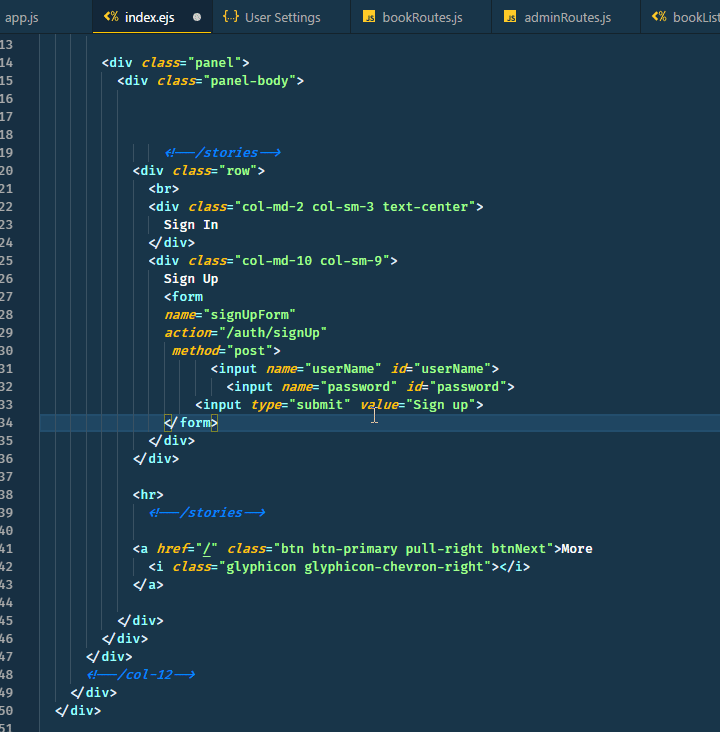 app.js index.ejs User Settings bookRoutes.js adminRoutes.js bookList
13
14 <div class="panel">
15 <div class="panel-body">
16
17
18
19 <!--/stories-->
20 <div class="row">
21 <br>
22 <div class="col-md-2 col-sm-3 text-center">
23 Sign In
24 </div>
25 <div class="col-md-10 col-sm-9">
26 Sign Up
27 <form
28 name="signUpForm"
29 action="/auth/signUp"
30 method="post">
31 <input name="userName" id="userName">
32 <input name="password" id="password">
33 <input type="submit" value="Sign up">
34 </form>
35 </div>
36 </div>
37
38 <hr>
39 <!--/stories-->
40
41 <a href="/" class="btn btn-primary pull-right btnNext">More
42 <i class="glyphicon glyphicon-chevron-right"></i>
43 </a>
44
45 </div>
46 </div>
47 </div>
48 <!--/col-12-->
49 </div>
50 </div>
51